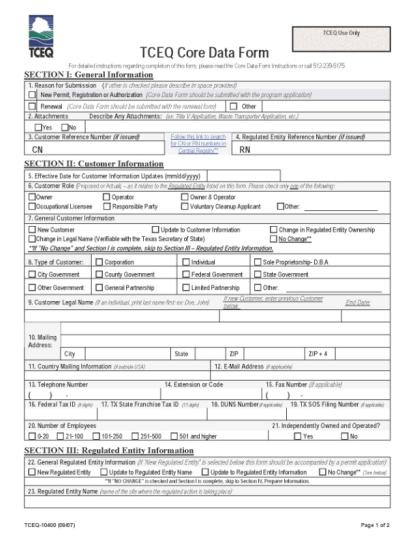 TCEQ
TCEQ Use Only
TCEQ Core Data Form
For detailed instructions regarding completion of this form, please read the Core Data Form Instructions or call 512-239-5175.
SECTION I: General Information
1. Reason for Submission (If other is checked please describe in space provided)
New Permit, Registration or Authorization (Core Data Form should be submitted with the program application)
Renewal (Core Data Form should be submitted with the renewal form) Other
2. Attachments Describe Any Attachments: (ex. Title V Application, Waste Transporter Application, etc.)
Yes No
3. Customer Reference Number (if issued) Follow this link to search 4. Regulated Entity Reference Number (if issued)
for CN or RN numbers in
CN Central Registry** RN
SECTION II: Customer Information
5. Effective Date for Customer Information Updates (mm/dd/yyyy)
6. Customer Role (Proposed or Actual) – as it relates to the Regulated Entity listed on this form. Please check only one of the following:
Owner Operator Owner & Operator
Occupational Licensee Responsible Party Voluntary Cleanup Applicant Other:
7. General Customer Information
New Customer Update to Customer Information Change in Regulated Entity Ownership
Change in Legal Name (Verifiable with the Texas Secretary of State) No Change**
**If "No Change" and Section I is complete, skip to Section III – Regulated Entity Information.
8. Type of Customer: Corporation Individual Sole Proprietorship- D.B.A
City Government County Government Federal Government State Government
Other Government General Partnership Limited Partnership Other:
9. Customer Legal Name (If an individual, print last name first: ex: Doe, John) If new Customer, enter previous Customer below End Date:
10. Mailing
Address:
City State ZIP ZIP + 4
11. Country Mailing Information (if outside USA) 12. E-Mail Address (if applicable)
13. Telephone Number 14. Extension or Code 15. Fax Number (if applicable)
( ) - ( ) -
16. Federal Tax ID (9 digits) 17. TX State Franchise Tax ID (11 digits) 18. DUNS Number (if applicable) 19. TX SOS Filing Number (if applicable)
20. Number of Employees 21. Independently Owned and Operated?
0-20 21-100 101-250 251-500 501 and higher Yes No
SECTION III: Regulated Entity Information
22. General Regulated Entity Information (If "New Regulated Entity" is selected below this form should be accompanied by a permit application)
New Regulated Entity Update to Regulated Entity Name Update to Regulated Entity Information No Change** (See below)
**If "NO CHANGE" is checked and Section I is complete, skip to Section IV, Preparer Information.
23. Regulated Entity Name (name of the site where the regulated action is taking place)
TCEQ-10400 (09/07) Page 1 of 2